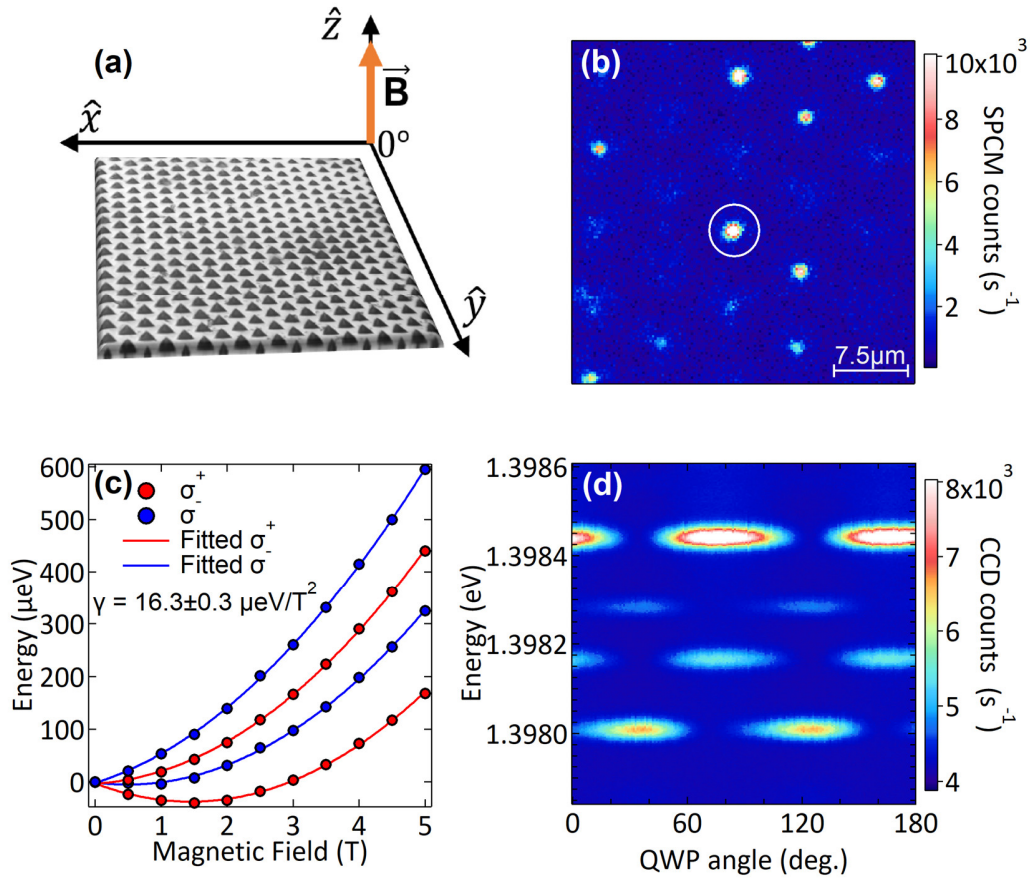 (a)
ẑ
B⃗
x̂
0°
ŷ
(b)
7.5μm
10x10³
8
6
4
2
SPCIM counts (s⁻¹)
(c)
600
500
400
300
200
100
0
Energy (μeV)
σ⁺
σ₋
Fitted σ⁺
Fitted σ₋
γ = 16.3±0.3 μeV/T²
0 1 2 3 4 5
Magnetic Field (T)
(d)
1.3986
1.3984
1.3982
1.3980
Energy (eV)
0 60 120 180
QWP angle (deg.)
8x10³
7
6
5
4
CCD counts (s⁻¹)